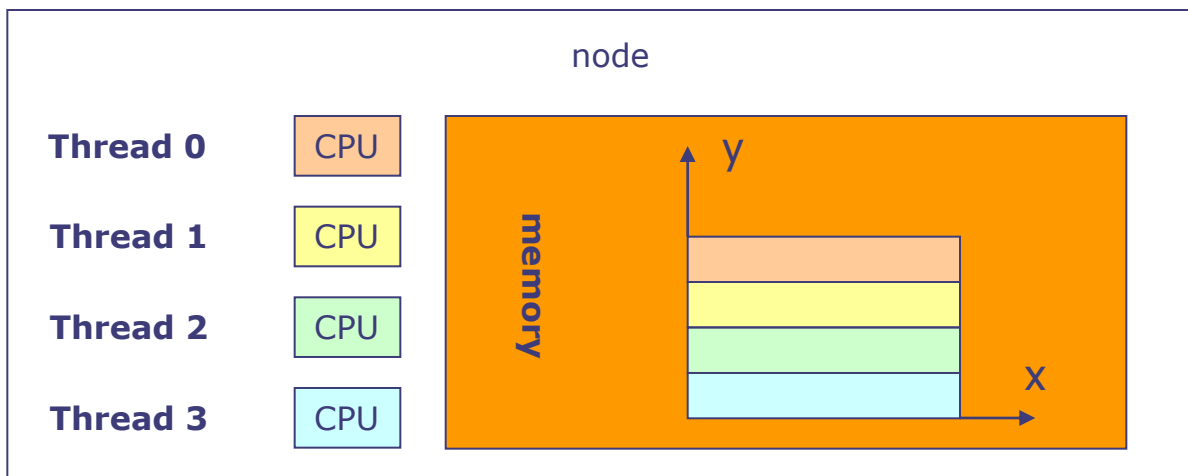 node
Thread 0 CPU
Thread 1 CPU
Thread 2 CPU
Thread 3 CPU
memory
y
x